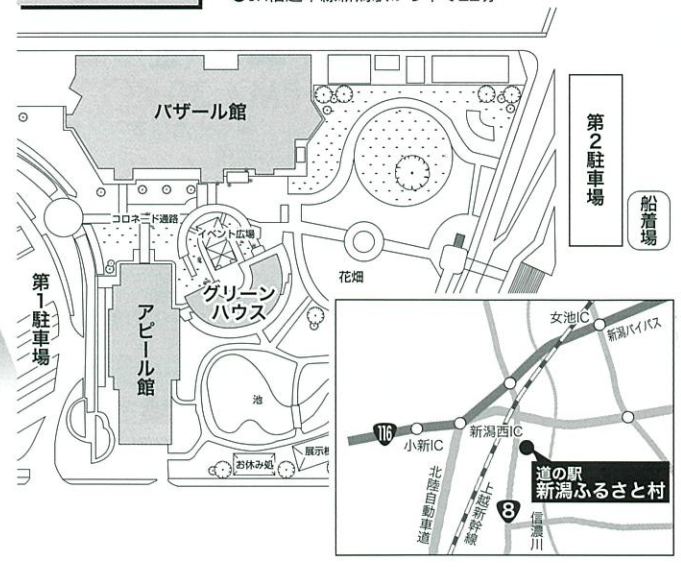 バザール館
第2駐車場
船着場
コロネード通路
イベント広場
花畑
グリーン
ハウス
第1駐車場
アピール館
池
お休み処
女池IC
新潟バイパス
116
小新IC
新潟西IC
道の駅
新潟ふるさと村
北陸自動車道
上越新幹線
8
信濃川